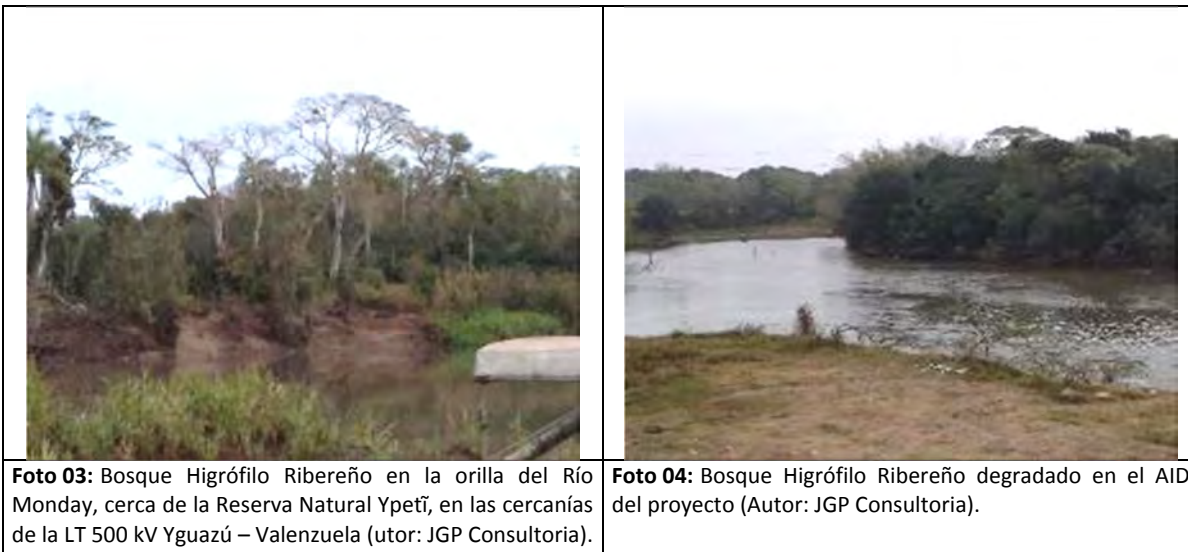 Foto 03: Bosque Higrófilo Ribereño en la orilla del Río
Monday, cerca de la Reserva Natural Ypetĩ, en las cercanías
de la LT 500 kV Yguazú – Valenzuela (utor: JGP Consultoria).
Foto 04: Bosque Higrófilo Ribereño degradado en el AID
del proyecto (Autor: JGP Consultoria).